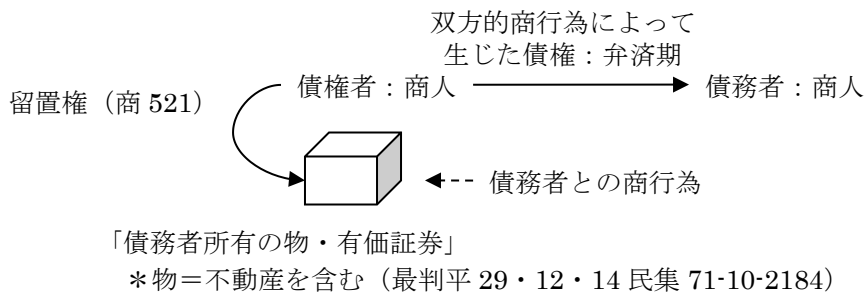 双方的商行為によって
生じた債権：弁済期
留置権（商 521）
債権者：商人
債務者：商人
債務者との商行為
「債務者所有の物・有価証券」
＊物＝不動産を含む（最判平 29・12・14 民集 71-10-2184）